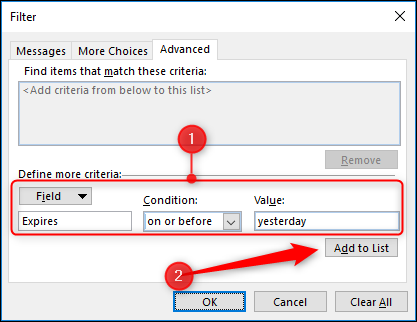 Filter
Messages More Choices Advanced
Find items that match these criteria:
<Add criteria from below to this list>
Remove
Define more criteria:
1
Field Condition: Value:
Expires on or before yesterday
Add to List
2
OK Cancel Clear All